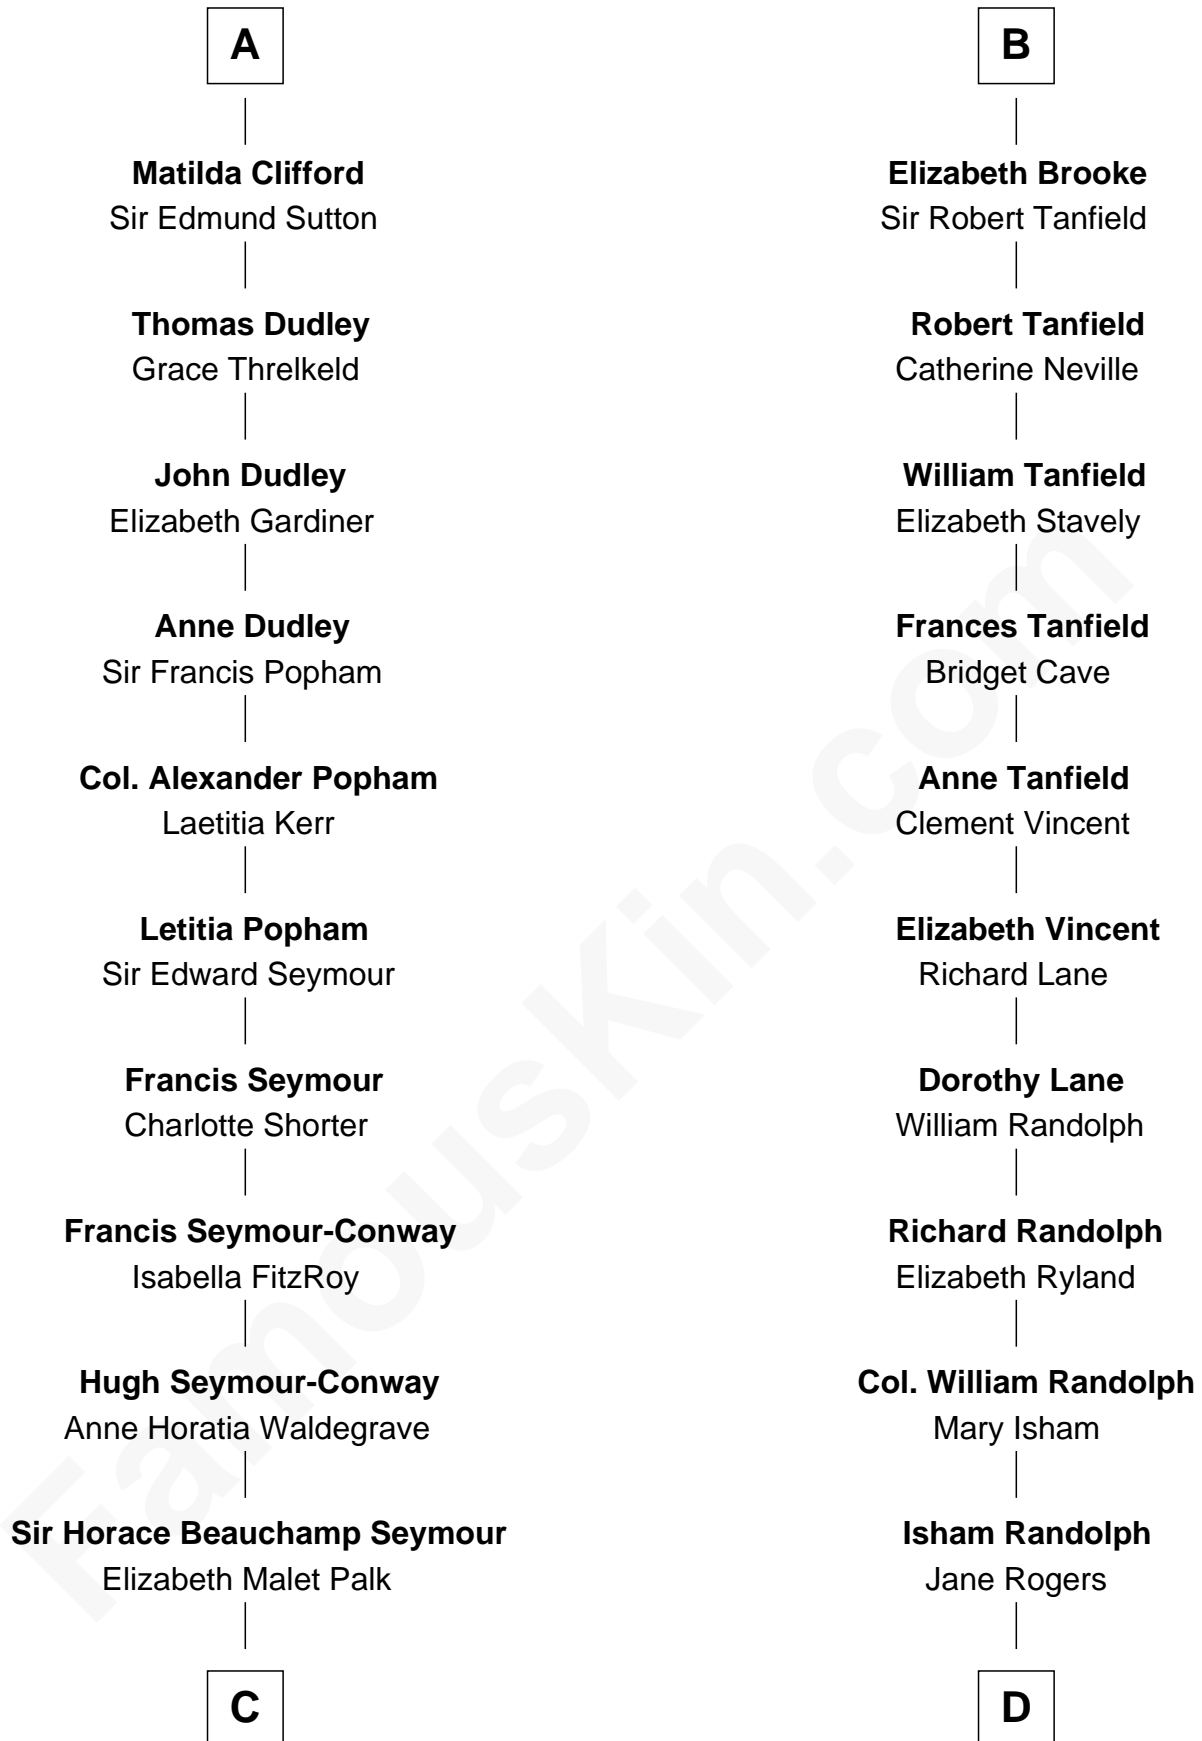 A
Matilda Clifford
Sir Edmund Sutton
Thomas Dudley
Grace Threlkeld
John Dudley
Elizabeth Gardiner
Anne Dudley
Sir Francis Popham
Col. Alexander Popham
Laetitia Kerr
Letitia Popham
Sir Edward Seymour
Francis Seymour
Charlotte Shorter
Francis Seymour-Conway
Isabella FitzRoy
Hugh Seymour-Conway
Anne Horatia Waldegrave
Sir Horace Beauchamp Seymour
Elizabeth Malet Palk
C
B
Elizabeth Brooke
Sir Robert Tanfield
Robert Tanfield
Catherine Neville
William Tanfield
Elizabeth Stavely
Frances Tanfield
Bridget Cave
Anne Tanfield
Clement Vincent
Elizabeth Vincent
Richard Lane
Dorothy Lane
William Randolph
Richard Randolph
Elizabeth Ryland
Col. William Randolph
Mary Isham
Isham Randolph
Jane Rogers
D
FamousKin.com